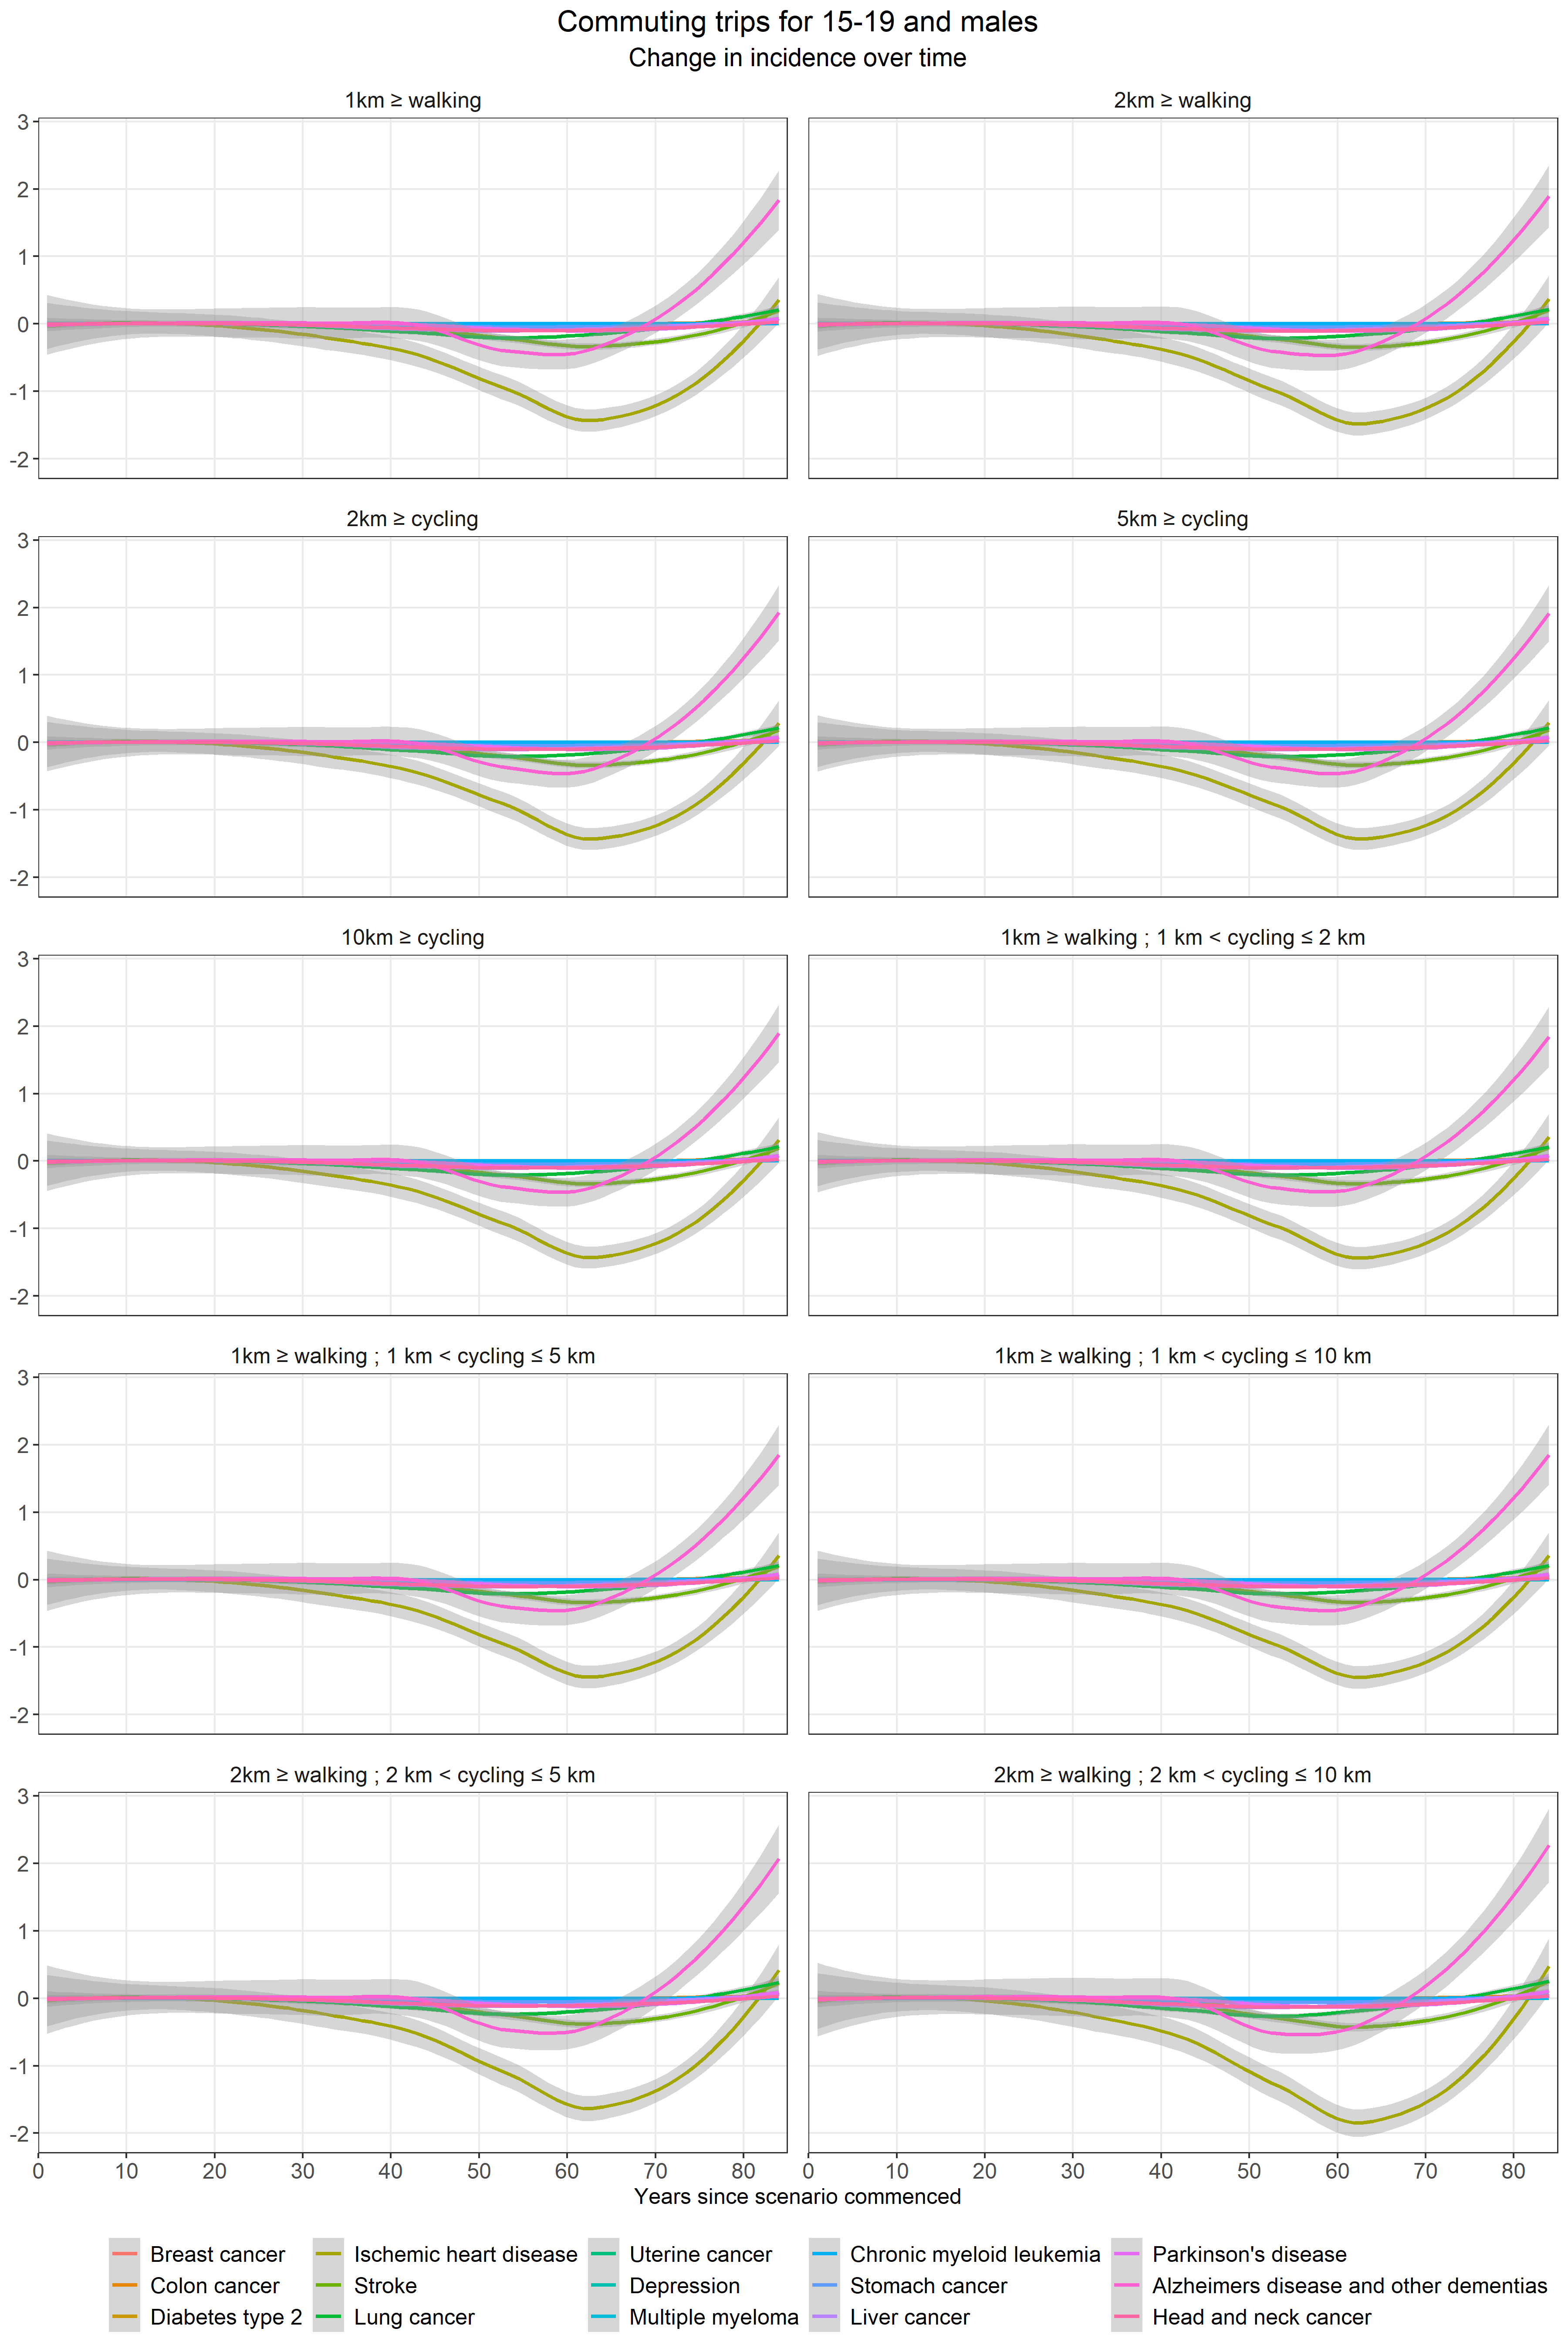 Commuting trips for 15-19 and males
Change in incidence over time
1km ≥ walking
2km ≥ walking
3
2
1
0
-1
-2
2km ≥ cycling
5km ≥ cycling
3
2
1
0
-1
-2
10km ≥ cycling
1km ≥ walking ; 1 km < cycling ≤ 2 km
3
2
1
0
-1
-2
1km ≥ walking ; 1 km < cycling ≤ 5 km
1km ≥ walking ; 1 km < cycling ≤ 10 km
3
2
1
0
-1
-2
2km ≥ walking ; 2 km < cycling ≤ 5 km
2km ≥ walking ; 2 km < cycling ≤ 10 km
3
2
1
0
-1
-2
0 10 20 30 40 50 60 70 80
0 10 20 30 40 50 60 70 80
Years since scenario commenced
Breast cancer
Ischemic heart disease
Uterine cancer
Chronic myeloid leukemia
Parkinson's disease
Colon cancer
Stroke
Depression
Stomach cancer
Alzheimers disease and other dementias
Diabetes type 2
Lung cancer
Multiple myeloma
Liver cancer
Head and neck cancer